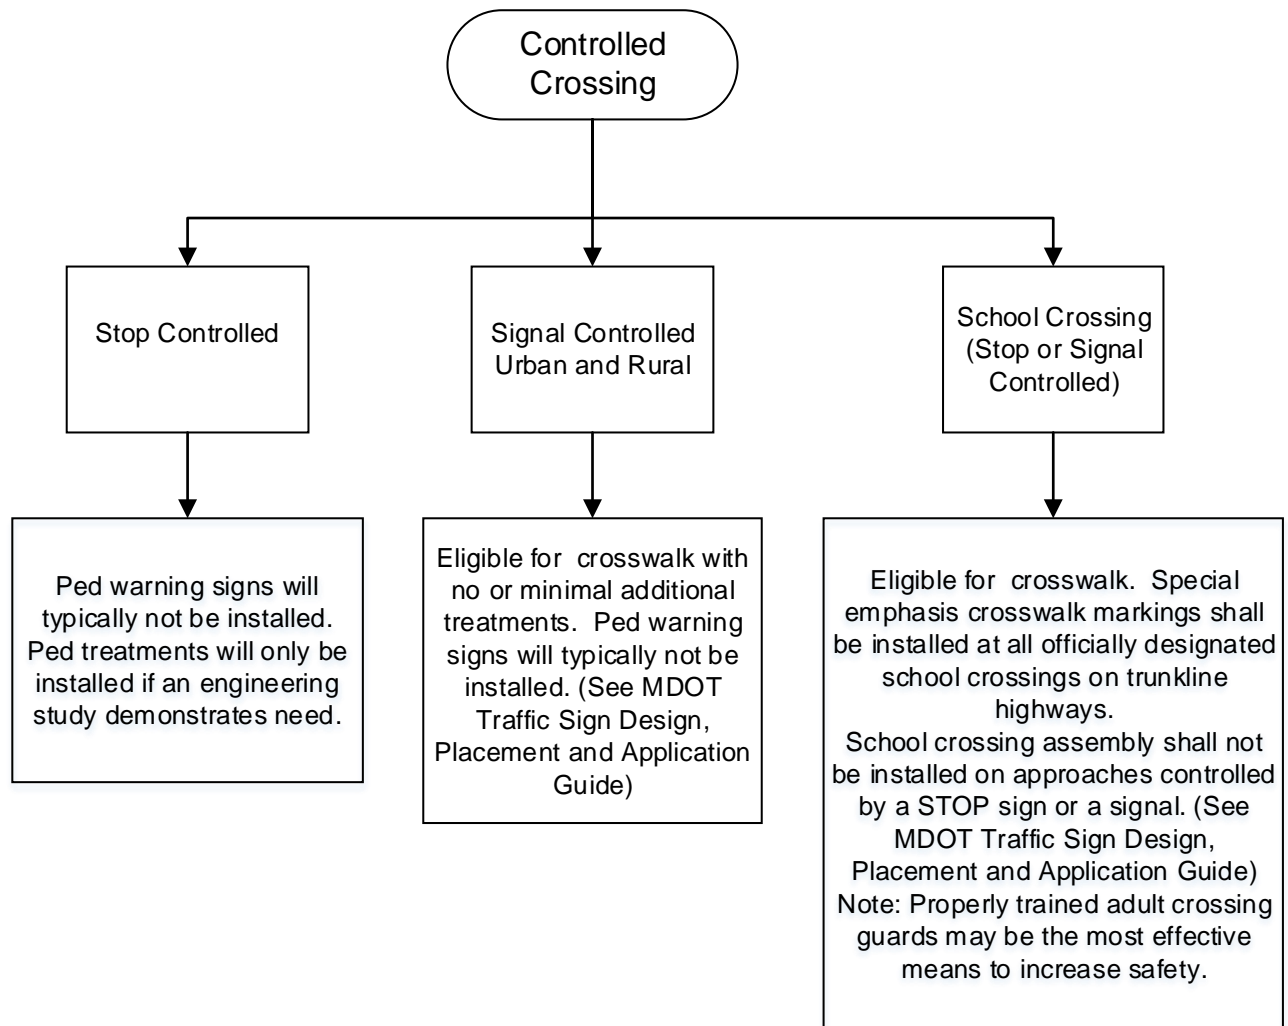 Controlled
Crossing
Stop Controlled
Signal Controlled
Urban and Rural
School Crossing
(Stop or Signal
Controlled)
Ped warning signs will
typically not be installed.
Ped treatments will only be
installed if an engineering
study demonstrates need.
Eligible for crosswalk with
no or minimal additional
treatments. Ped warning
signs will typically not be
installed. (See MDOT
Traffic Sign Design,
Placement and Application
Guide)
Eligible for crosswalk. Special
emphasis crosswalk markings shall
be installed at all officially designated
school crossings on trunkline
highways.
School crossing assembly shall not
be installed on approaches controlled
by a STOP sign or a signal. (See
MDOT Traffic Sign Design,
Placement and Application Guide)
Note: Properly trained adult crossing
guards may be the most effective
means to increase safety.